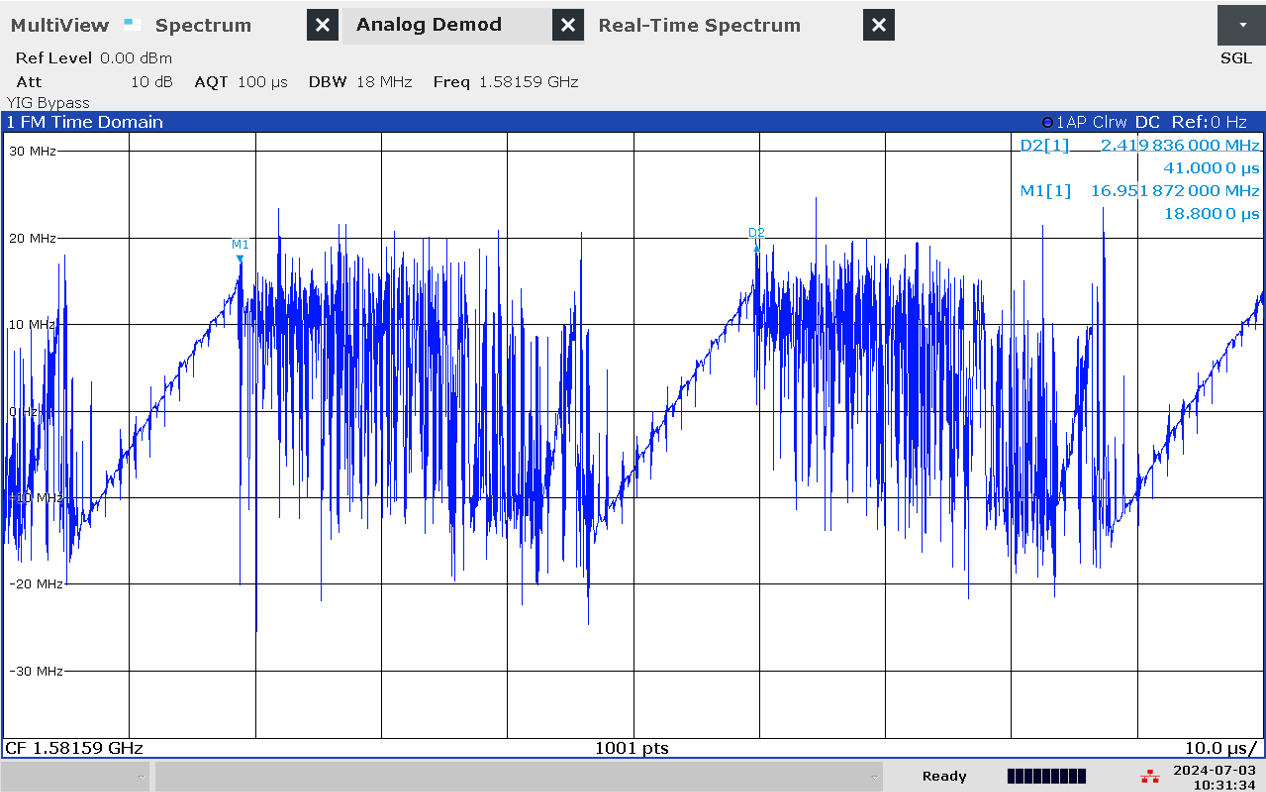 MultiView Spectrum Analog Demod Real-Time Spectrum
Ref Level 0.00 dBm SGL
Att 10 dB AQT 100 µs DBW 18 MHz Freq 1.58159 GHz
YIG Bypass
1 FM Time Domain 1AP Clrw DC Ref:0 Hz
30 MHz
D2[1] 2.419 836 000 MHz
41.000 0 µs
M1[1] 16.951 872 000 MHz
18.800 0 µs
20 MHz
M1
D2
10 MHz
0 Hz
-10 MHz
-20 MHz
-30 MHz
CF 1.58159 GHz 1001 pts 10.0 µs/
Ready 2024-07-03
10:31:34